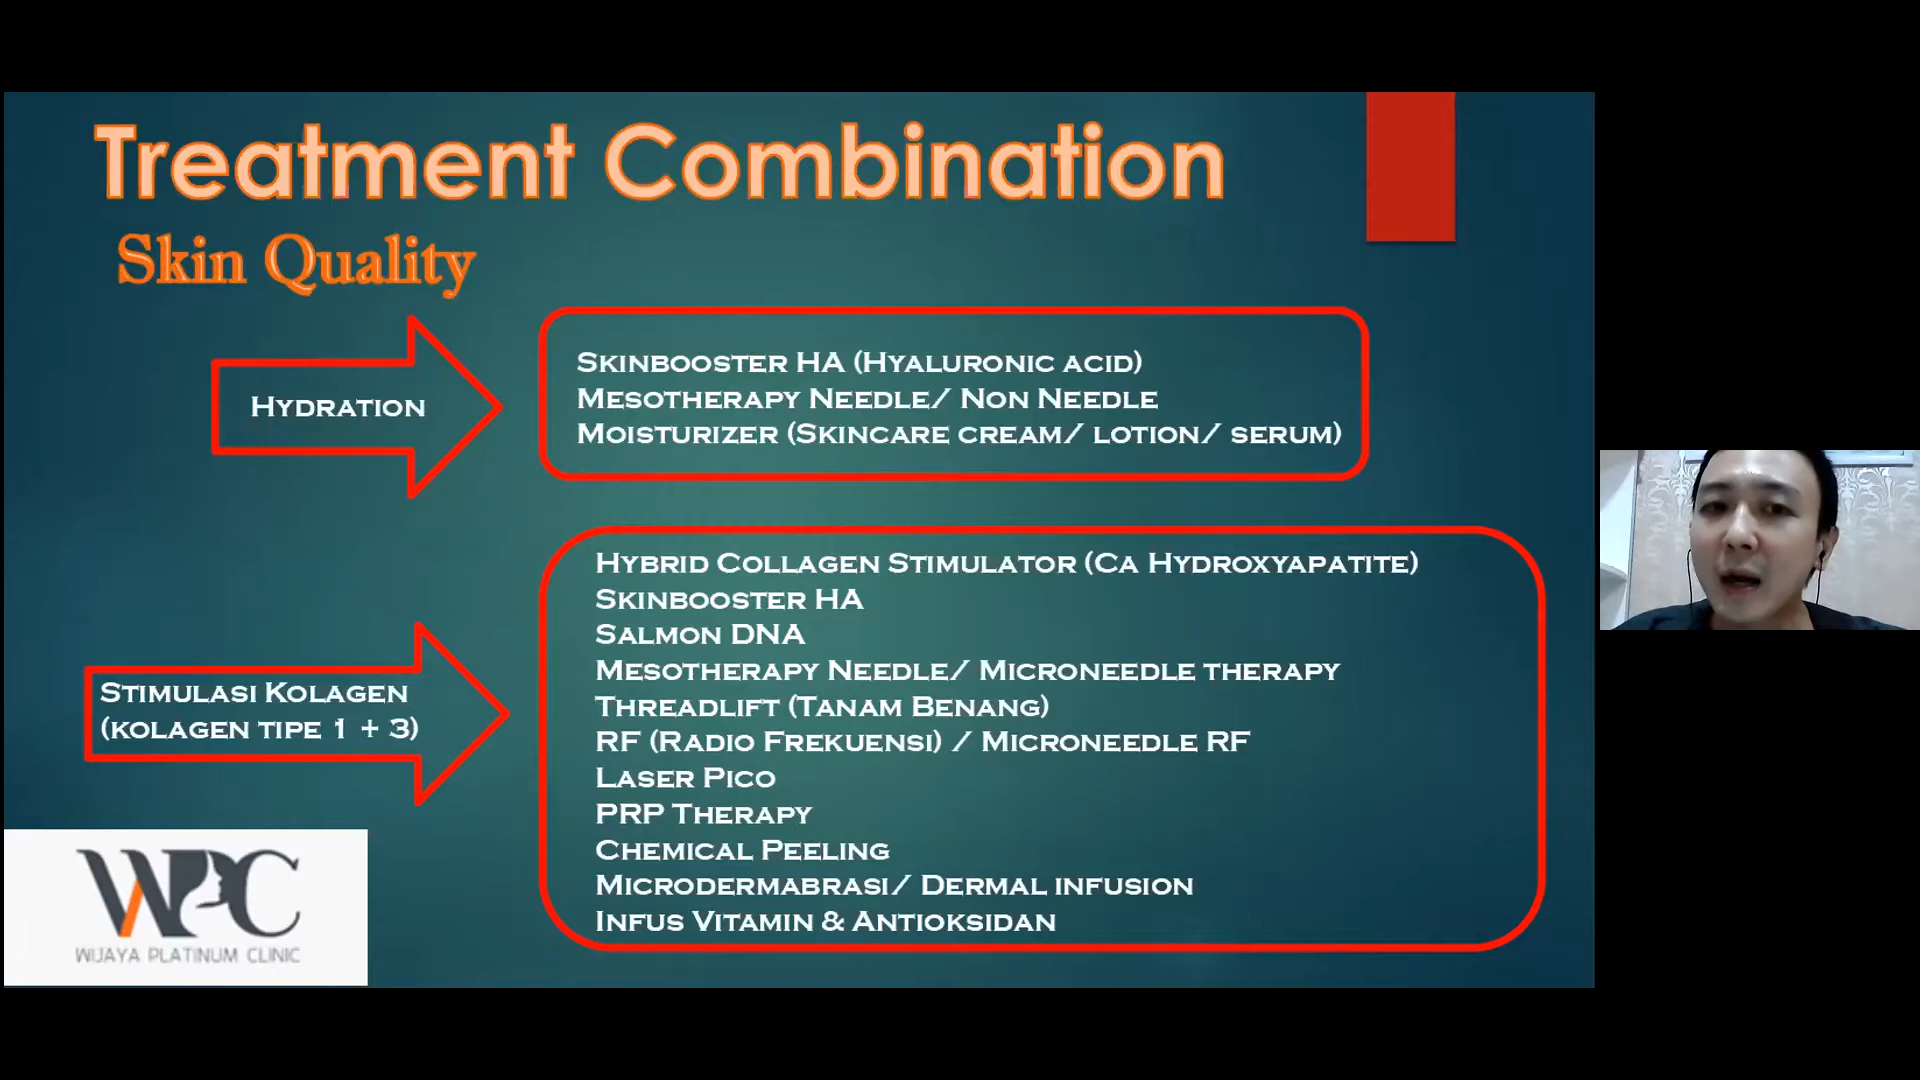 Treatment Combination
Skin Quality
Hydration
Skinbooster HA (Hyaluronic acid)
Mesotherapy Needle/ Non Needle
Moisturizer (Skincare cream/ lotion/ serum)
Stimulasi Kolagen
(kolagen tipe 1 + 3)
Hybrid Collagen Stimulator (Ca Hydroxyapatite)
Skinbooster HA
Salmon DNA
Mesotherapy Needle/ Microneedle therapy
Threadlift (Tanam Benang)
RF (Radio Frekuensi) / Microneedle RF
Laser Pico
PRP Therapy
Chemical Peeling
Microdermabrasi/ Dermal infusion
Infus Vitamin & Antioksidan
WPC
WIJAYA PLATINUM CLINIC